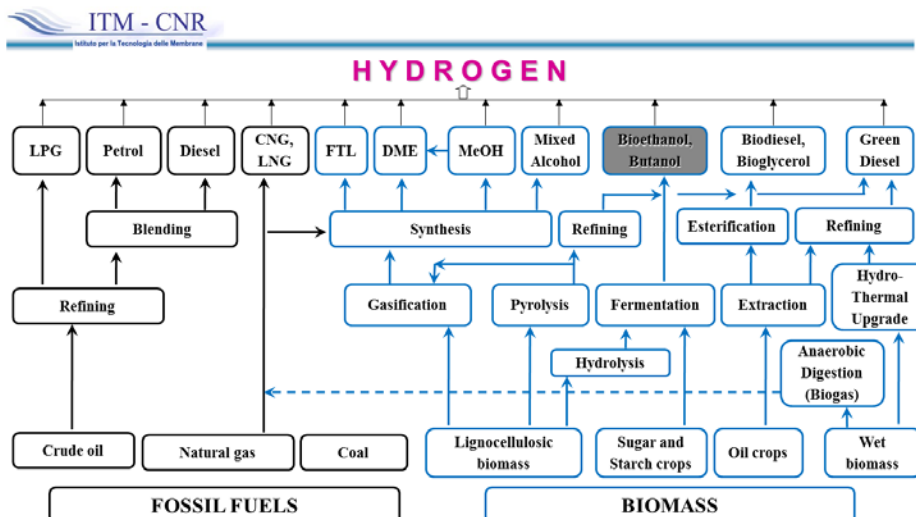 ITM - CNR
Istituto per la Tecnologia delle Membrane
HYDROGEN
LPG
Petrol
Diesel
CNG,
LNG
FTL
DME
MeOH
Mixed
Alcohol
Bioethanol,
Butanol
Biodiesel,
Bioglycerol
Green
Diesel
Blending
Synthesis
Refining
Esterification
Refining
Refining
Gasification
Pyrolysis
Fermentation
Extraction
Hydro-
Thermal
Upgrade
Hydrolysis
Anaerobic
Digestion
(Biogas)
Crude oil
Natural gas
Coal
Lignocellulosic
biomass
Sugar and
Starch crops
Oil crops
Wet
biomass
FOSSIL FUELS
BIOMASS